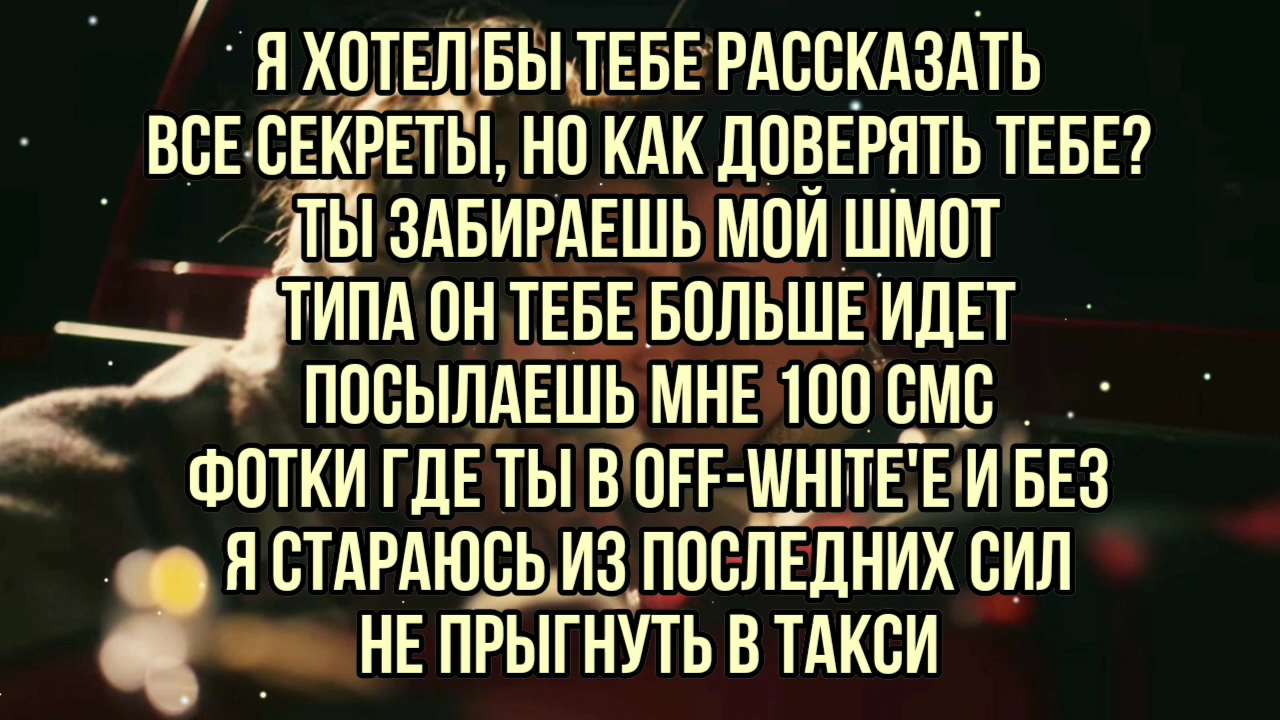 Я ХОТЕЛ БЫ ТЕБЕ РАССКАЗАТЬ
ВСЕ СЕКРЕТЫ, НО КАК ДОВЕРЯТЬ ТЕБЕ?
ТЫ ЗАБИРАЕШЬ МОЙ ШМОТ
ТИПА ОН ТЕБЕ БОЛЬШЕ ИДЕТ
ПОСЫЛАЕШЬ МНЕ 100 СМС
ФОТКИ ГДЕ ТЫ В OFF-WHITE'Е И БЕЗ
Я СТАРАЮСЬ ИЗ ПОСЛЕДНИХ СИЛ
НЕ ПРЫГНУТЬ В ТАКСИ